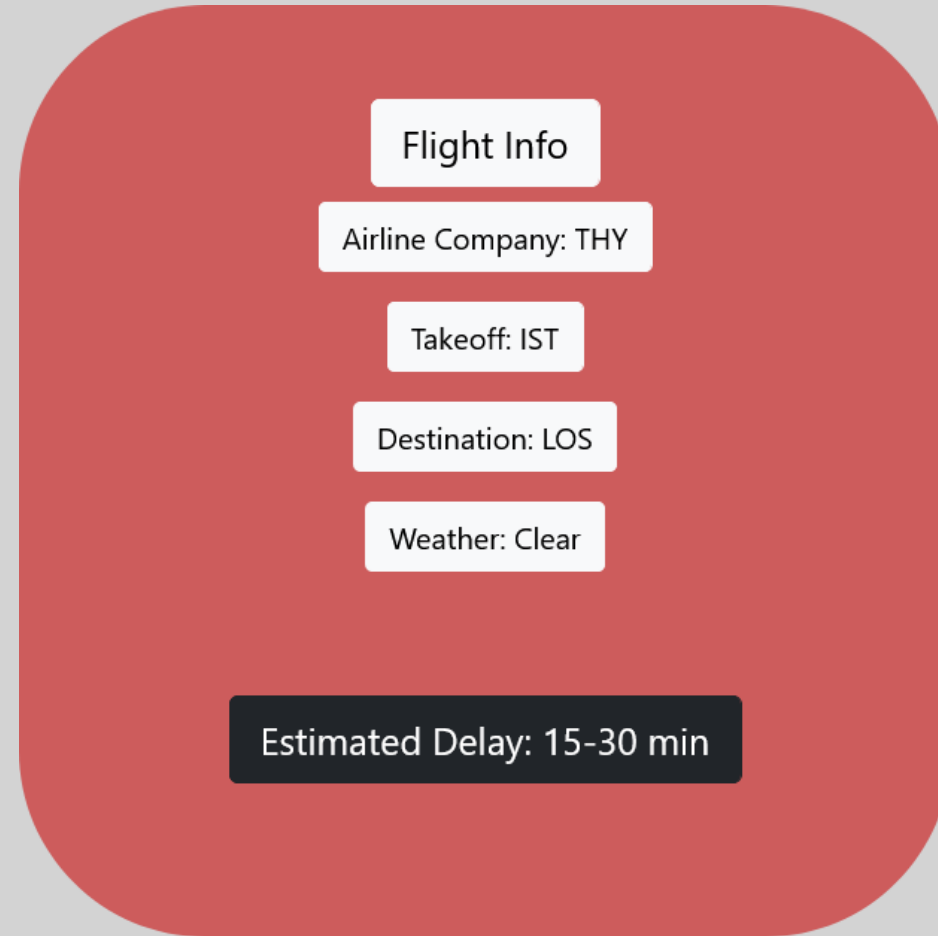 Flight Info
Airline Company: THY
Takeoff: IST
Destination: LOS
Weather: Clear
Estimated Delay: 15-30 min